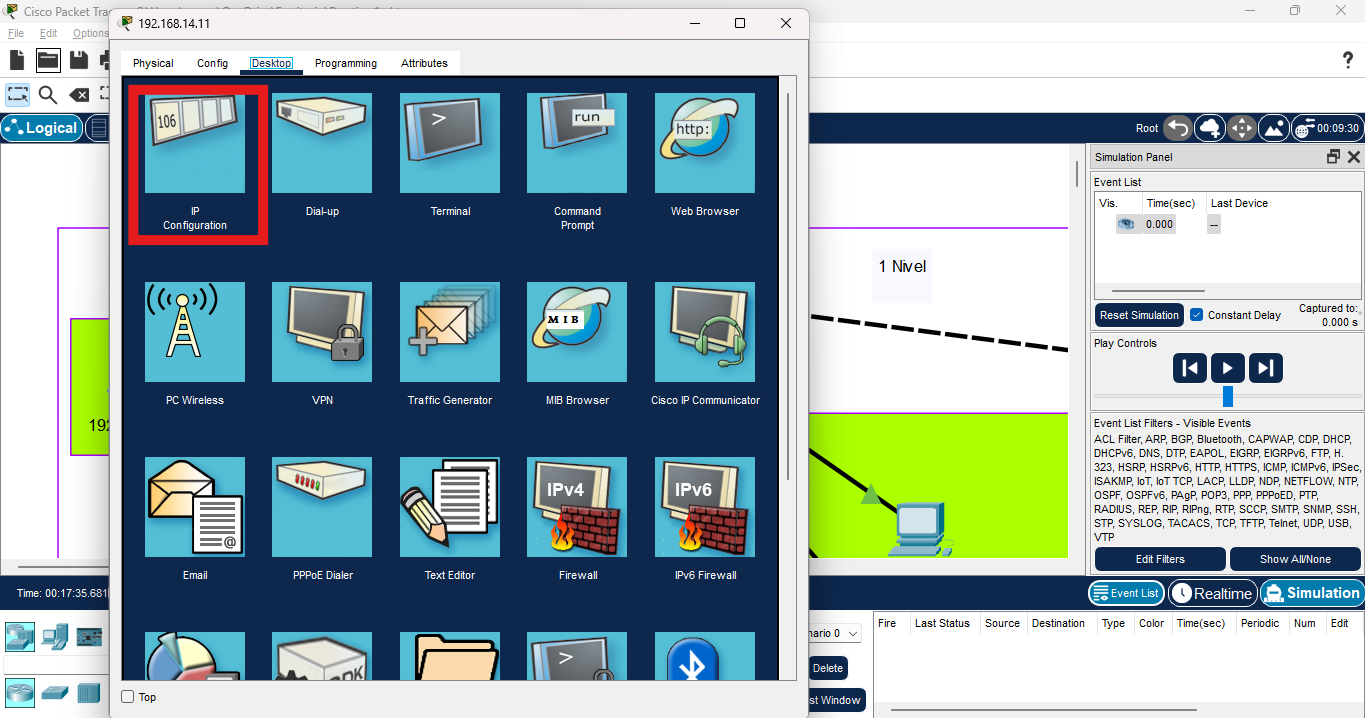 Cisco Packet Tra
192.168.14.11
File Edit Options
Physical Config Desktop Programming Attributes
Logical
Root
00:09:30
106
>
run
http:
IP
Configuration
Dial-up
Terminal
Command
Prompt
Web Browser
MIB
PC Wireless
VPN
Traffic Generator
MIB Browser
Cisco IP Communicator
@
IPv4
IPv6
Email
PPPoE Dialer
Text Editor
Firewall
IPv6 Firewall
>
@
Top
192
1 Nivel
Simulation Panel
Event List
Vis. Time(sec) Last Device
0.000 --
Reset Simulation
Constant Delay
Captured to:
0.000 s
Play Controls
Event List Filters - Visible Events
ACL Filter, ARP, BGP, Bluetooth, CAPWAP, CDP, DHCP,
DHCPv6, DNS, DTP, EAPOL, EIGRP, EIGRPv6, FTP, H.
323, HSRP, HSRPv6, HTTP, HTTPS, ICMP, ICMPv6, IPSec,
ISAKMP, IoT, IoT TCP, LACP, LLDP, NDP, NETFLOW, NTP,
OSPF, OSPFv6, PAgP, POP3, PPP, PPPoED, PTP,
RADIUS, REP, RIP, RIPng, RTP, SCCP, SMTP, SNMP, SSH,
STP, SYSLOG, TACACS, TCP, TFTP, Telnet, UDP, USB,
VTP
Edit Filters
Show All/None
Time: 00:17:35.681
Event List
Realtime
Simulation
nario 0
Delete
st Window
Fire Last Status Source Destination Type Color Time(sec) Periodic Num Edit